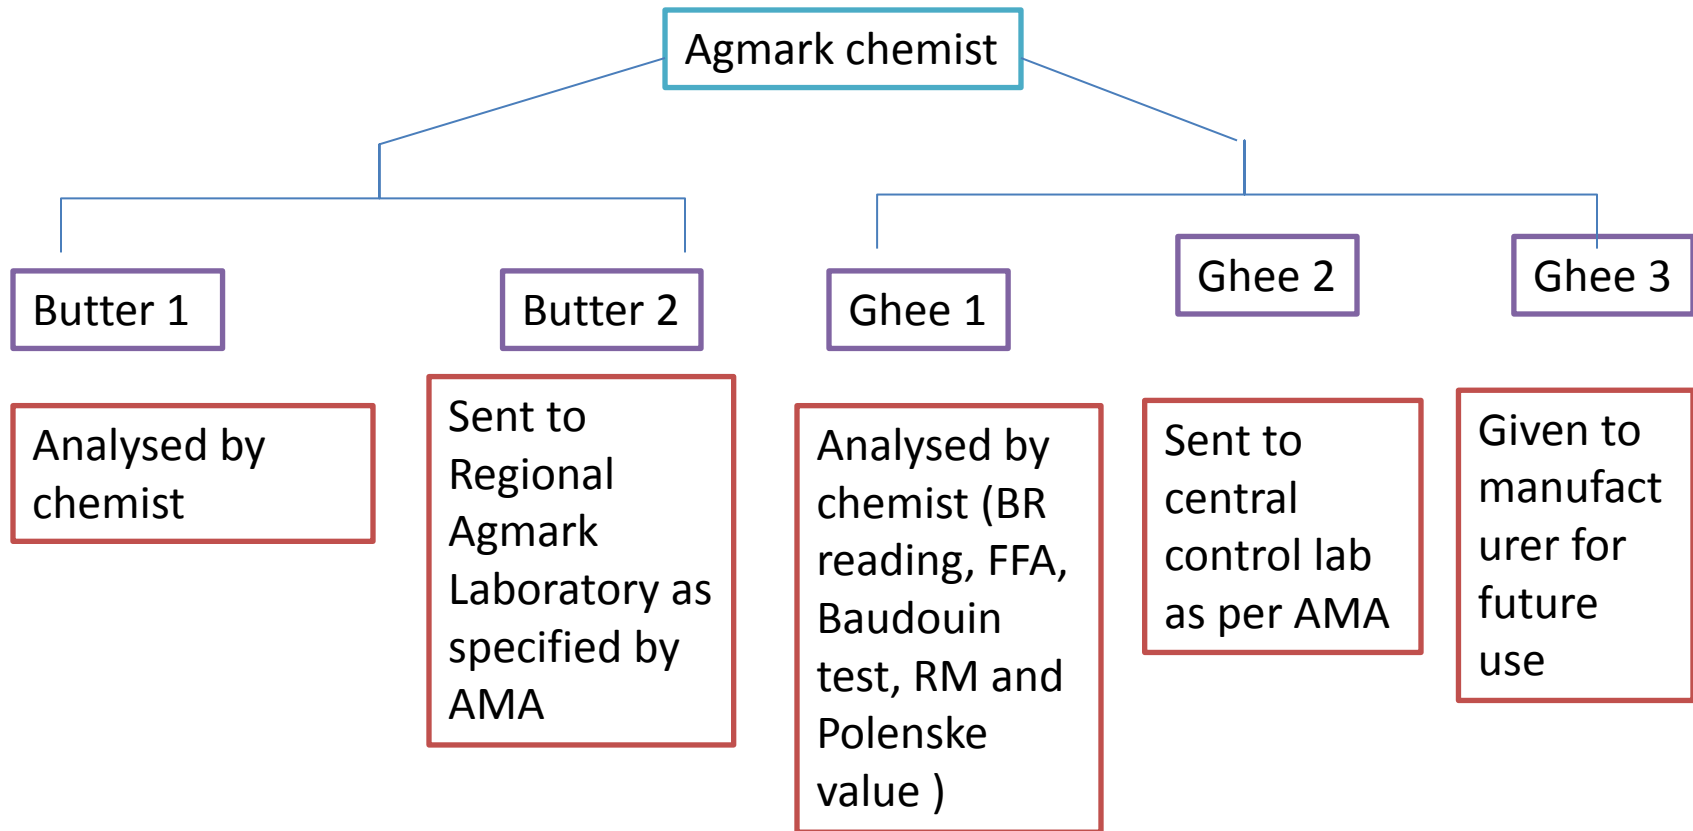 Agmark chemist
Butter 1
Butter 2
Ghee 1
Ghee 2
Ghee 3
Analysed by
chemist
Sent to
Regional
Agmark
Laboratory as
specified by
AMA
Analysed by
chemist (BR
reading, FFA,
Baudouin
test, RM and
Polenske
value )
Sent to
central
control lab
as per AMA
Given to
manufact
urer for
future
use